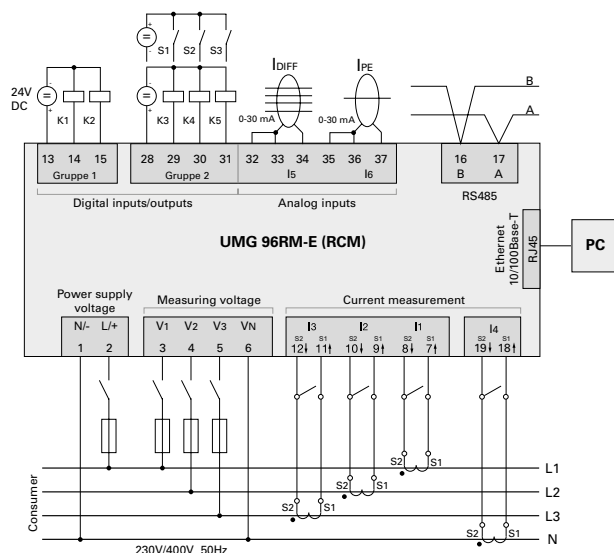 S1 S2 S3
24V
DC
K1 K2 K3 K4 K5
IDIFF IPE
0-30 mA 0-30 mA
B
A
13 14 15 28 29 30 31 32 33 34 35 36 37 16 17
Gruppe 1 Gruppe 2 I5 I6 B A
RS485
Digital inputs/outputs Analog inputs
UMG 96RM-E (RCM)
Ethernet
10/100Base-T
RJ45
PC
Power supply
voltage
Measuring voltage
Current measurement
N/- L/+ V1 V2 V3 VN I3 I2 I1 I4
S2 S1 S2 S1 S2 S1 S2 S1
1 2 3 4 5 6 12 11 10 9 8 7 19 18
Consumer
S2 S1 L1
S2 S1 L2
S2 S1 L3
S2 S1 N
230V/400V 50Hz